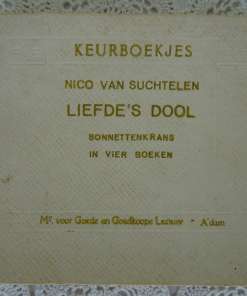 KEURBOEKJES
NICO VAN SUCHTELEN
LIEFDE'S DOOL
SONNETTENKRANS
IN VIER BOEKEN
Mij. voor Goede en Goedkoope Lectuur - A'dam